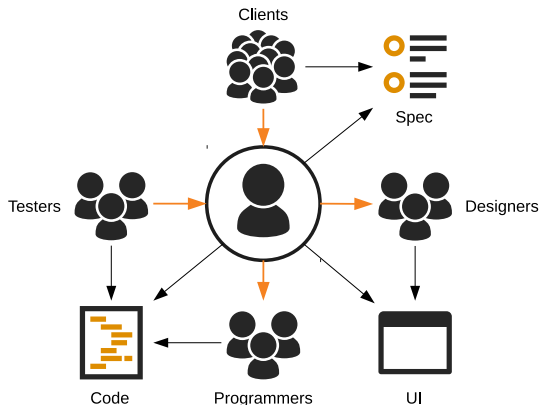 Clients
Spec
Testers
Designers
Code
Programmers
UI